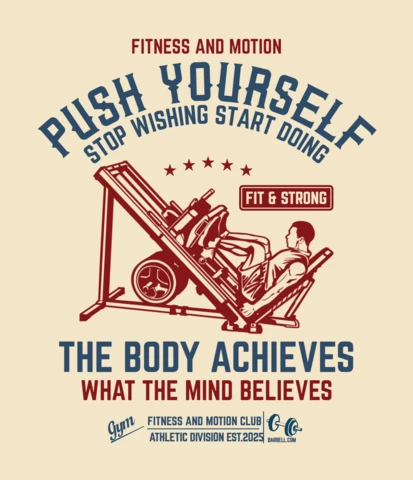 FITNESS AND MOTION
PUSH YOURSELF
STOP WISHING START DOING
FIT & STRONG
THE BODY ACHIEVES
WHAT THE MIND BELIEVES
Gym
FITNESS AND MOTION CLUB
ATHLETIC DIVISION EST.2025
BARBELL.COM